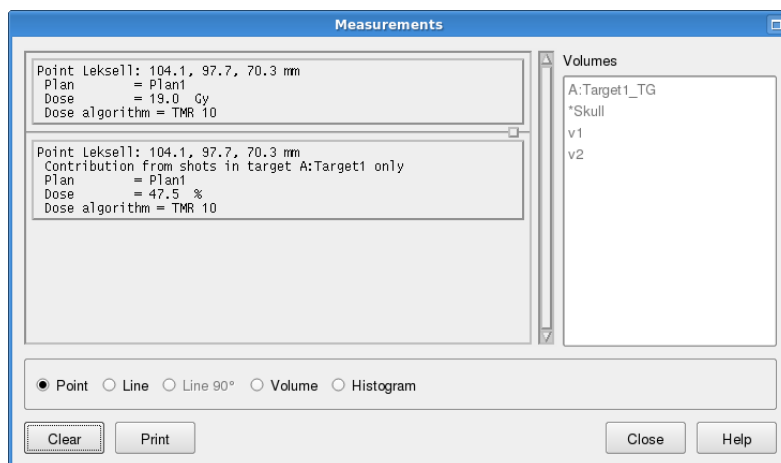 Measurements
Point Leksell: 104.1, 97.7, 70.3 mm
Plan = Plan1
Dose = 19.0 Gy
Dose algorithm = TMR 10
Point Leksell: 104.1, 97.7, 70.3 mm
Contribution from shots in target A:Target1 only
Plan = Plan1
Dose = 47.5 %
Dose algorithm = TMR 10
Volumes
A:Target1_TG
*Skull
v1
v2
Point Line Line 90° Volume Histogram
Clear Print Close Help